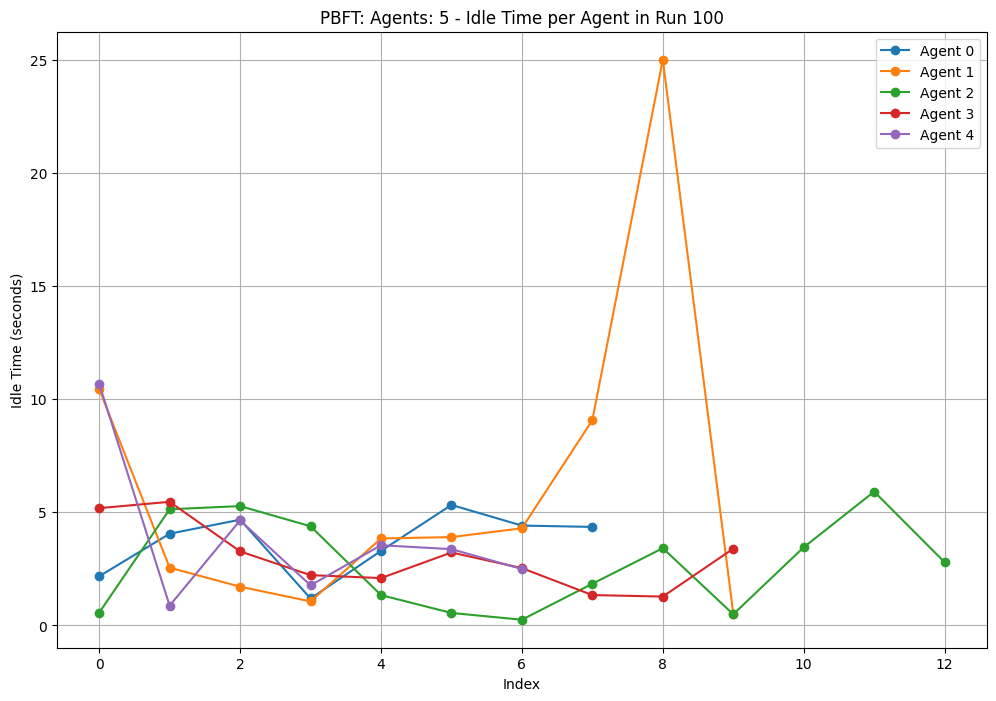 PBFT: Agents: 5 - Idle Time per Agent in Run 100
Agent 0
Agent 1
Agent 2
Agent 3
Agent 4
Idle Time (seconds)
25
20
15
10
5
0
0 2 4 6 8 10 12
Index